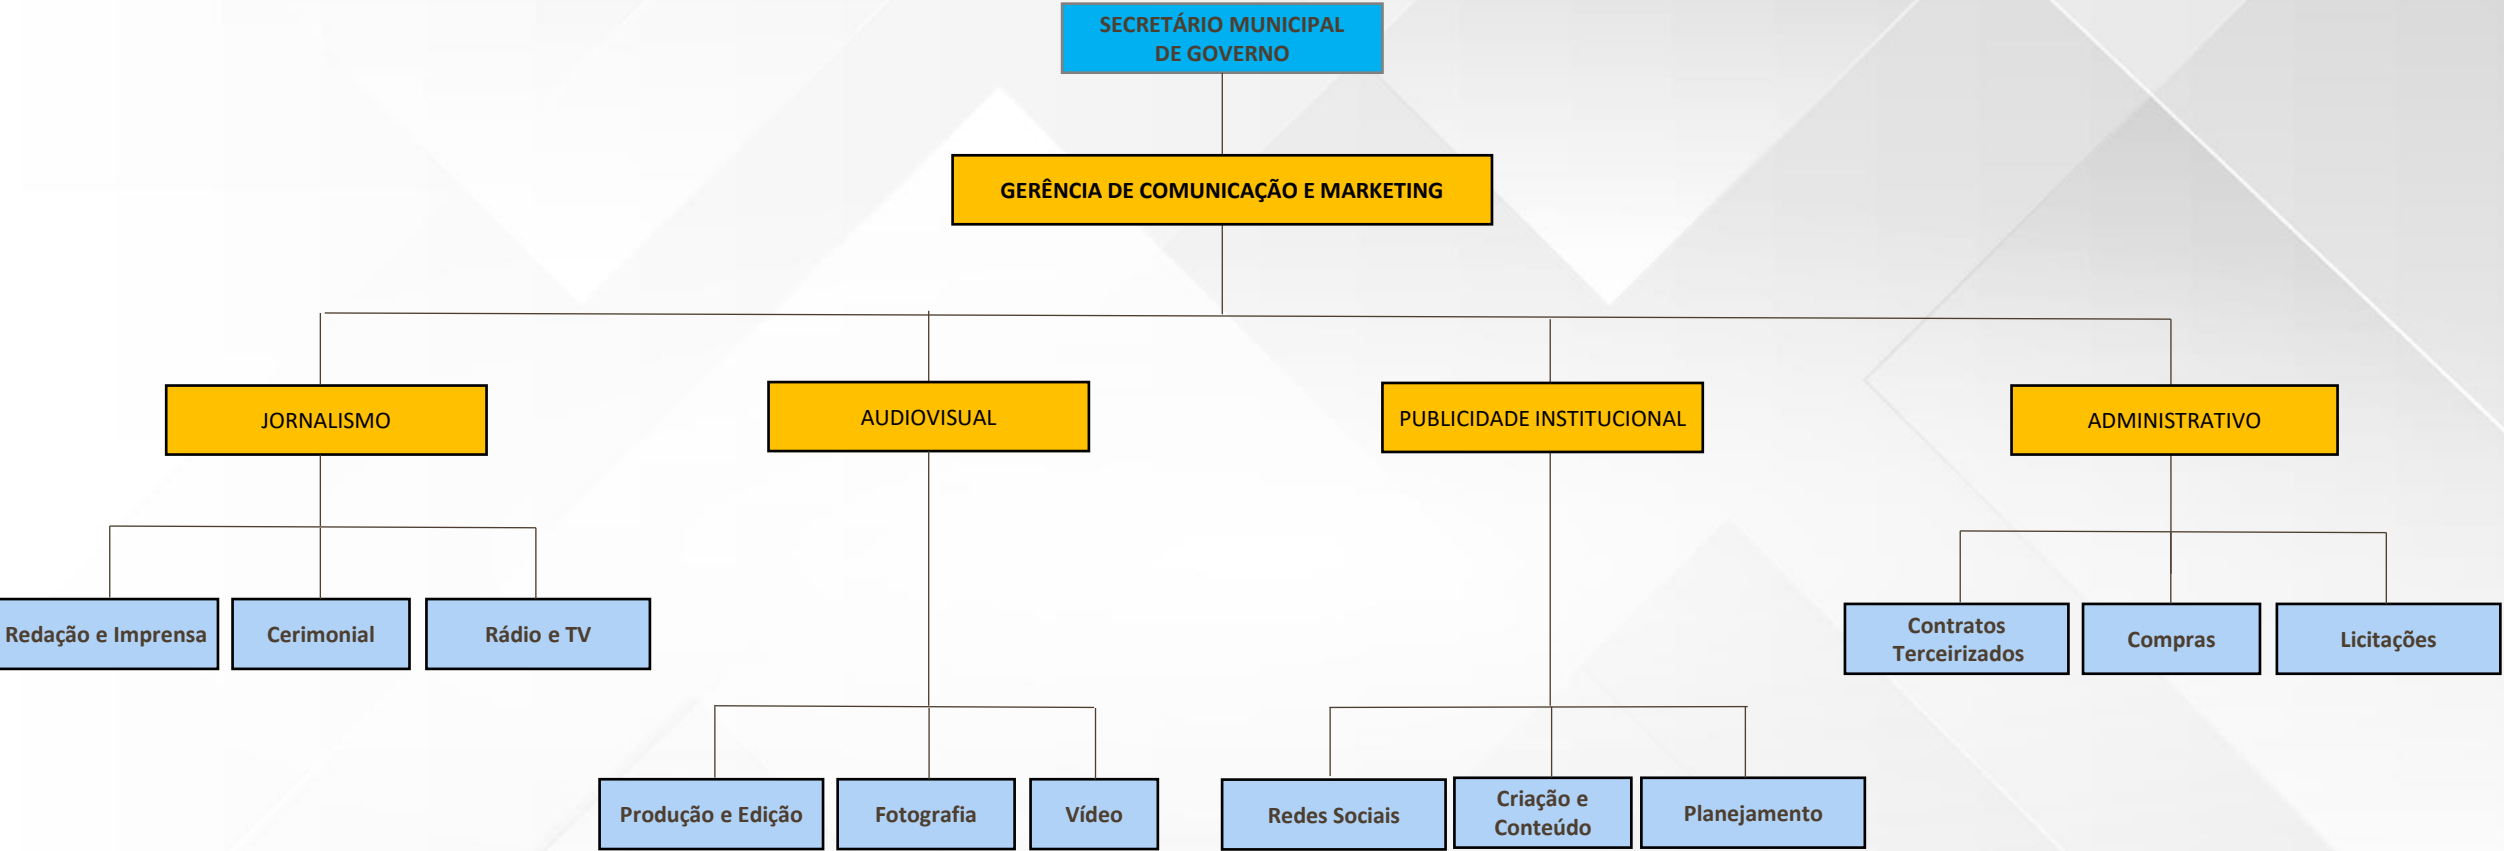 SECRETÁRIO MUNICIPAL
DE GOVERNO
GERÊNCIA DE COMUNICAÇÃO E MARKETING
JORNALISMO
AUDIOVISUAL
PUBLICIDADE INSTITUCIONAL
ADMINISTRATIVO
Redação e Imprensa
Cerimonial
Rádio e TV
Contratos
Terceirizados
Compras
Licitações
Produção e Edição
Fotografia
Vídeo
Redes Sociais
Criação e
Conteúdo
Planejamento